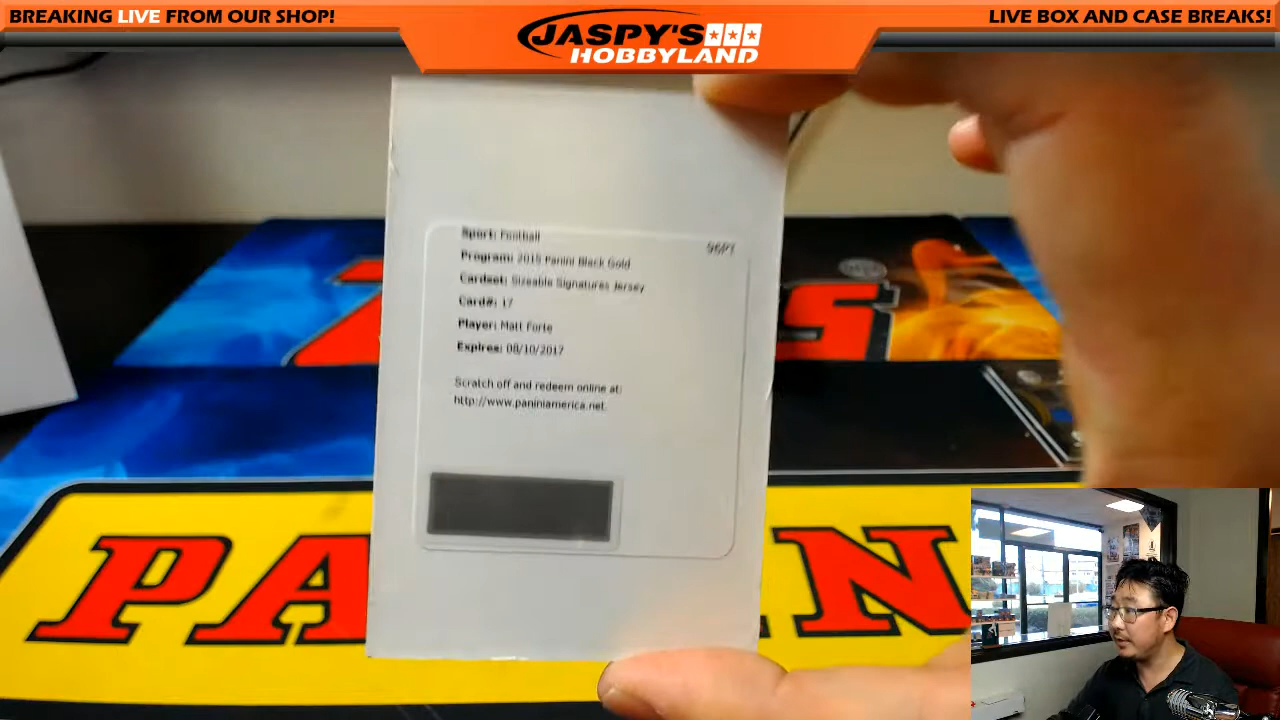 BREAKING LIVE FROM OUR SHOP!
JASPY'S
HOBBYLAND
LIVE BOX AND CASE BREAKS!
Sport: Football
Program: 2015 Panini Black Gold
Cardset: Sizeable Signatures Jersey
Card#: 17
Player: Matt Forte
Expires: 08/10/2017
Scratch off and redeem online at:
http://www.paniniamerica.net.
PA N